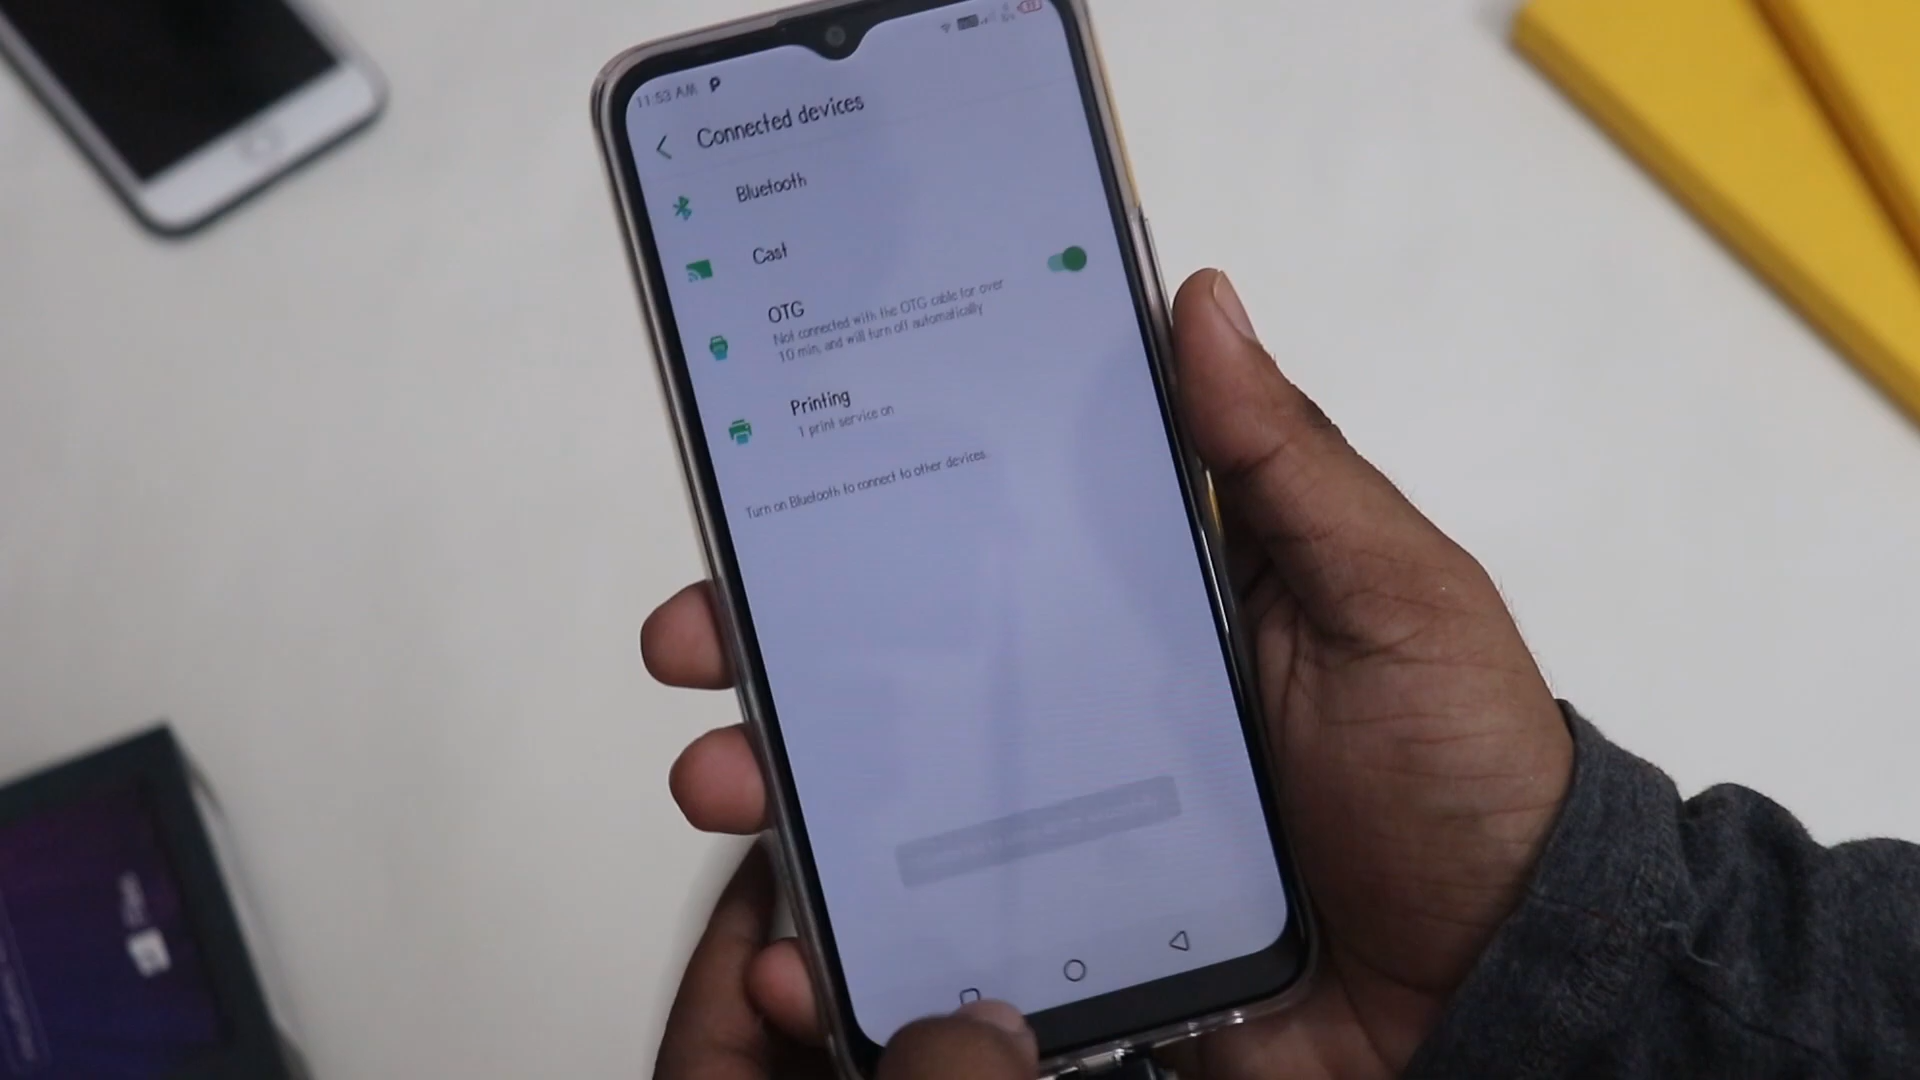 11:53 AM
Connected devices
Bluetooth
Cast
OTG
Not connected with the OTG cable for over
10 min, and will turn off automatically
Printing
1 print service on
Turn on Bluetooth to connect to other devices.